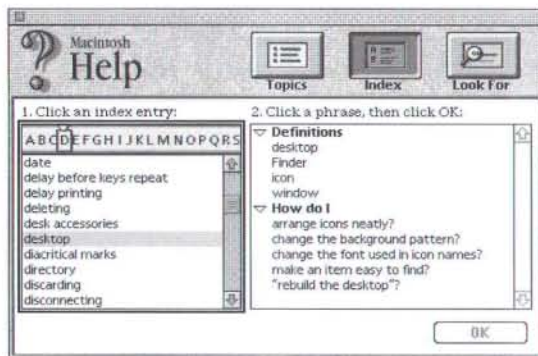 Macintosh
Help
Topics
Index
Look For
1. Click an index entry:
A B C D E F G H I J K L M N O P Q R S
date
delay before keys repeat
delay printing
deleting
desk accessories
desktop
diacritical marks
directory
discarding
disconnecting
2. Click a phrase, then click OK:
Definitions
desktop
Finder
icon
window
How do I
arrange icons neatly?
change the background pattern?
change the font used in icon names?
make an item easy to find?
"rebuild the desktop"?
OK